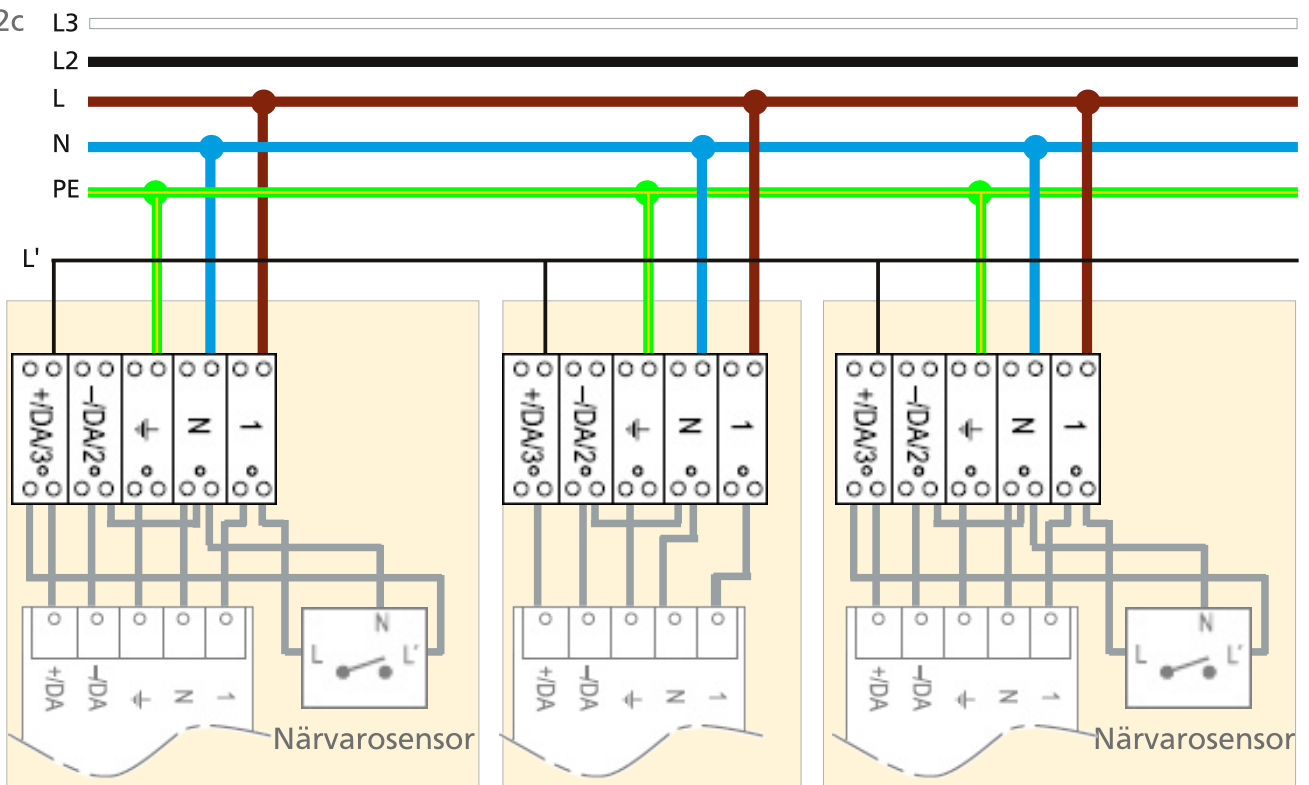 2c
L3
L2
L
N
PE
L'
+/DA/3 –/DA/2 N 1
+/DA/3 –/DA/2 N 1
+/DA/3 –/DA/2 N 1
N
L L'
+/DA –/DA N 1
Närvarosensor
+/DA –/DA N 1
N
L L'
+/DA –/DA N 1
Närvarosensor